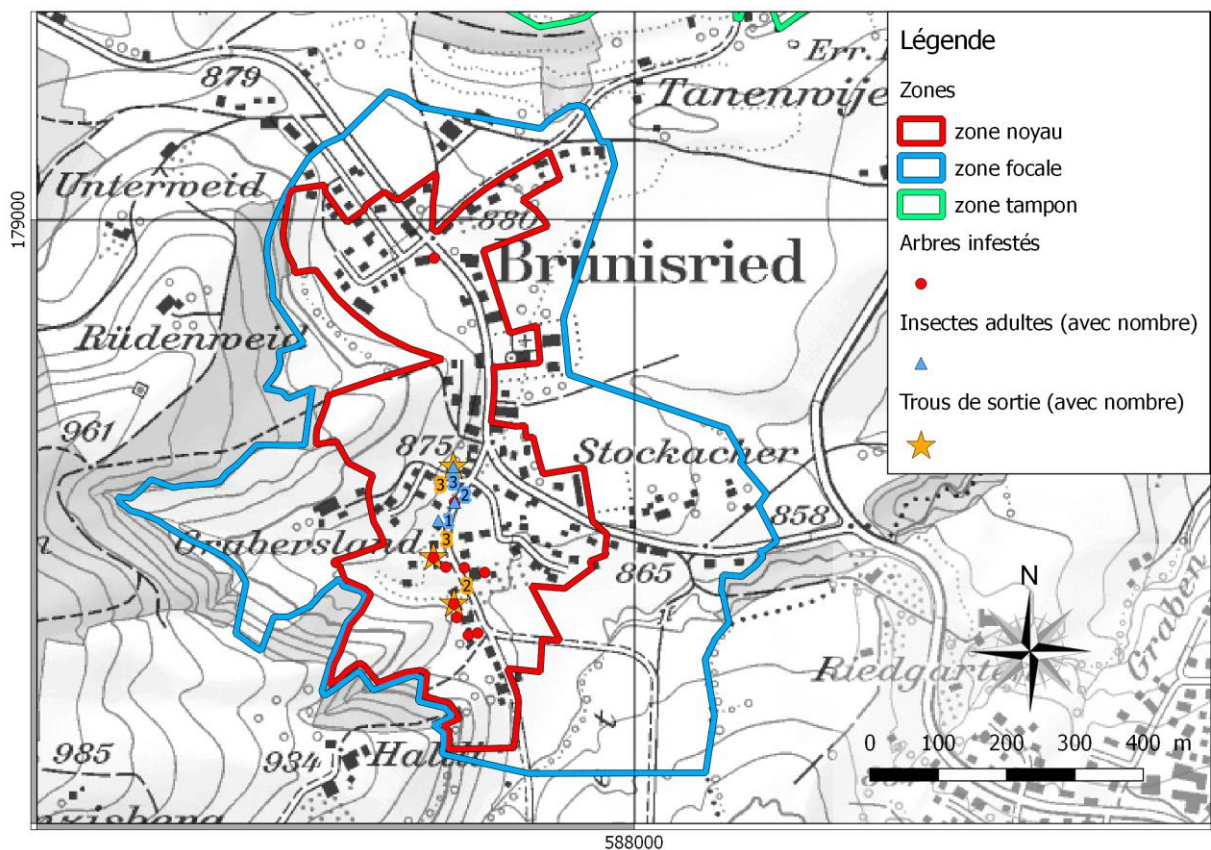 Légende
Zones
zone noyau
zone focale
zone tampon
Arbres infestés
Insectes adultes (avec nombre)
Trous de sortie (avec nombre)
879
Tanenwije
Unterweid
179000
880
Brünisried
Rüdenweid
961
875
Stockacher
3
3
2
1
3
858
Grabersland
865
2
N
Graben
Riedgarte
985
934
0 100 200 300 400 m
588000